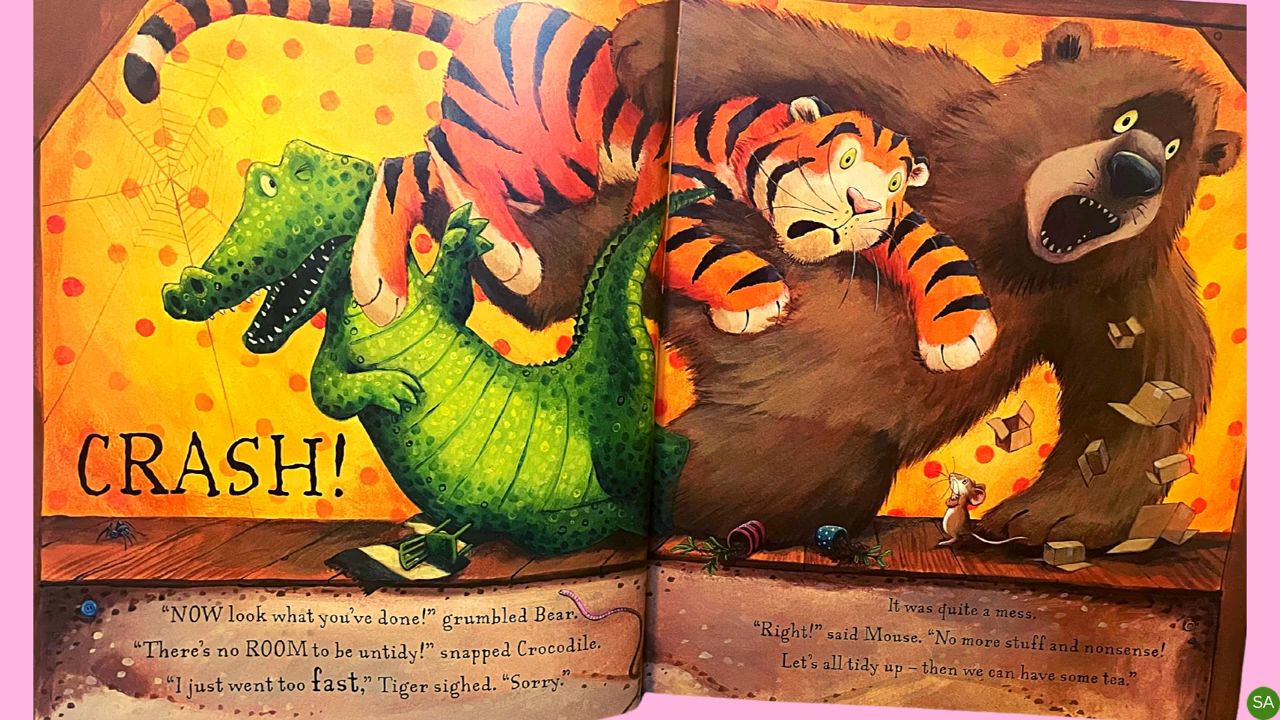 CRASH!
“NOW look what you’ve done!” grumbled Bear.
“There’s no ROOM to be untidy!” snapped Crocodile.
“I just went too fast,” Tiger sighed. “Sorry.”
It was quite a mess.
“Right!” said Mouse. “No more stuff and nonsense!
Let’s all tidy up – then we can have some tea.”
SA